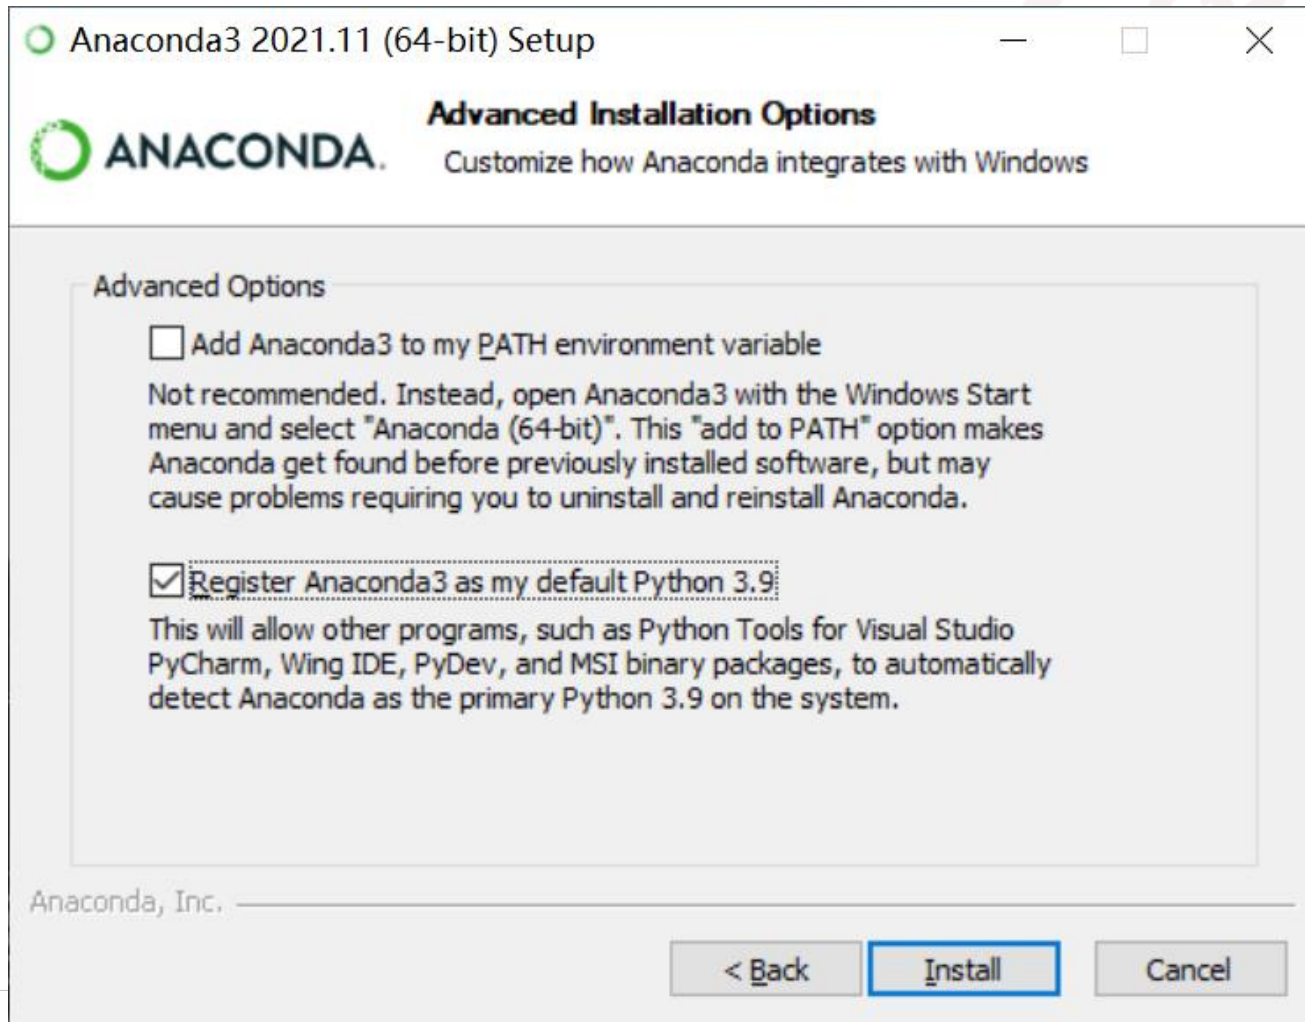 Anaconda3 2021.11 (64-bit) Setup
ANACONDA.
Advanced Installation Options
Customize how Anaconda integrates with Windows
Advanced Options
Add Anaconda3 to my PATH environment variable
Not recommended. Instead, open Anaconda3 with the Windows Start
menu and select "Anaconda (64-bit)". This "add to PATH" option makes
Anaconda get found before previously installed software, but may
cause problems requiring you to uninstall and reinstall Anaconda.
Register Anaconda3 as my default Python 3.9
This will allow other programs, such as Python Tools for Visual Studio
PyCharm, Wing IDE, PyDev, and MSI binary packages, to automatically
detect Anaconda as the primary Python 3.9 on the system.
Anaconda, Inc.
< Back
Install
Cancel